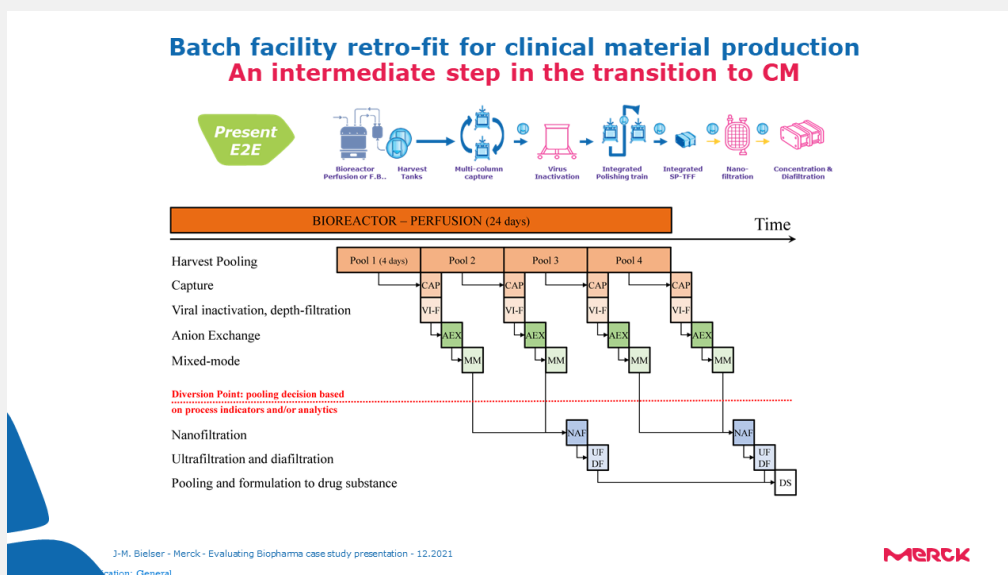 Batch facility retro-fit for clinical material production
An intermediate step in the transition to CM
Present
E2E
Bioreactor
Perfusion or F.B..
Harvest
Tanks
Multi-column
capture
Virus
Inactivation
Integrated
Polishing train
Integrated
SP-TFF
Nano-
filtration
Concentration &
Diafiltration
BIOREACTOR – PERFUSION (24 days)
Time
Harvest Pooling
Pool 1 (4 days)
Pool 2
Pool 3
Pool 4
Capture
CAP
CAP
CAP
CAP
Viral inactivation, depth-filtration
VI-F
VI-F
VI-F
VI-F
Anion Exchange
AEX
AEX
AEX
AEX
Mixed-mode
MM
MM
MM
MM
Diversion Point: pooling decision based
on process indicators and/or analytics
Nanofiltration
NAF
NAF
Ultrafiltration and diafiltration
UF
DF
UF
DF
Pooling and formulation to drug substance
DS
J-M. Bielser - Merck - Evaluating Biopharma case study presentation - 12.2021
cation: General
MERCK